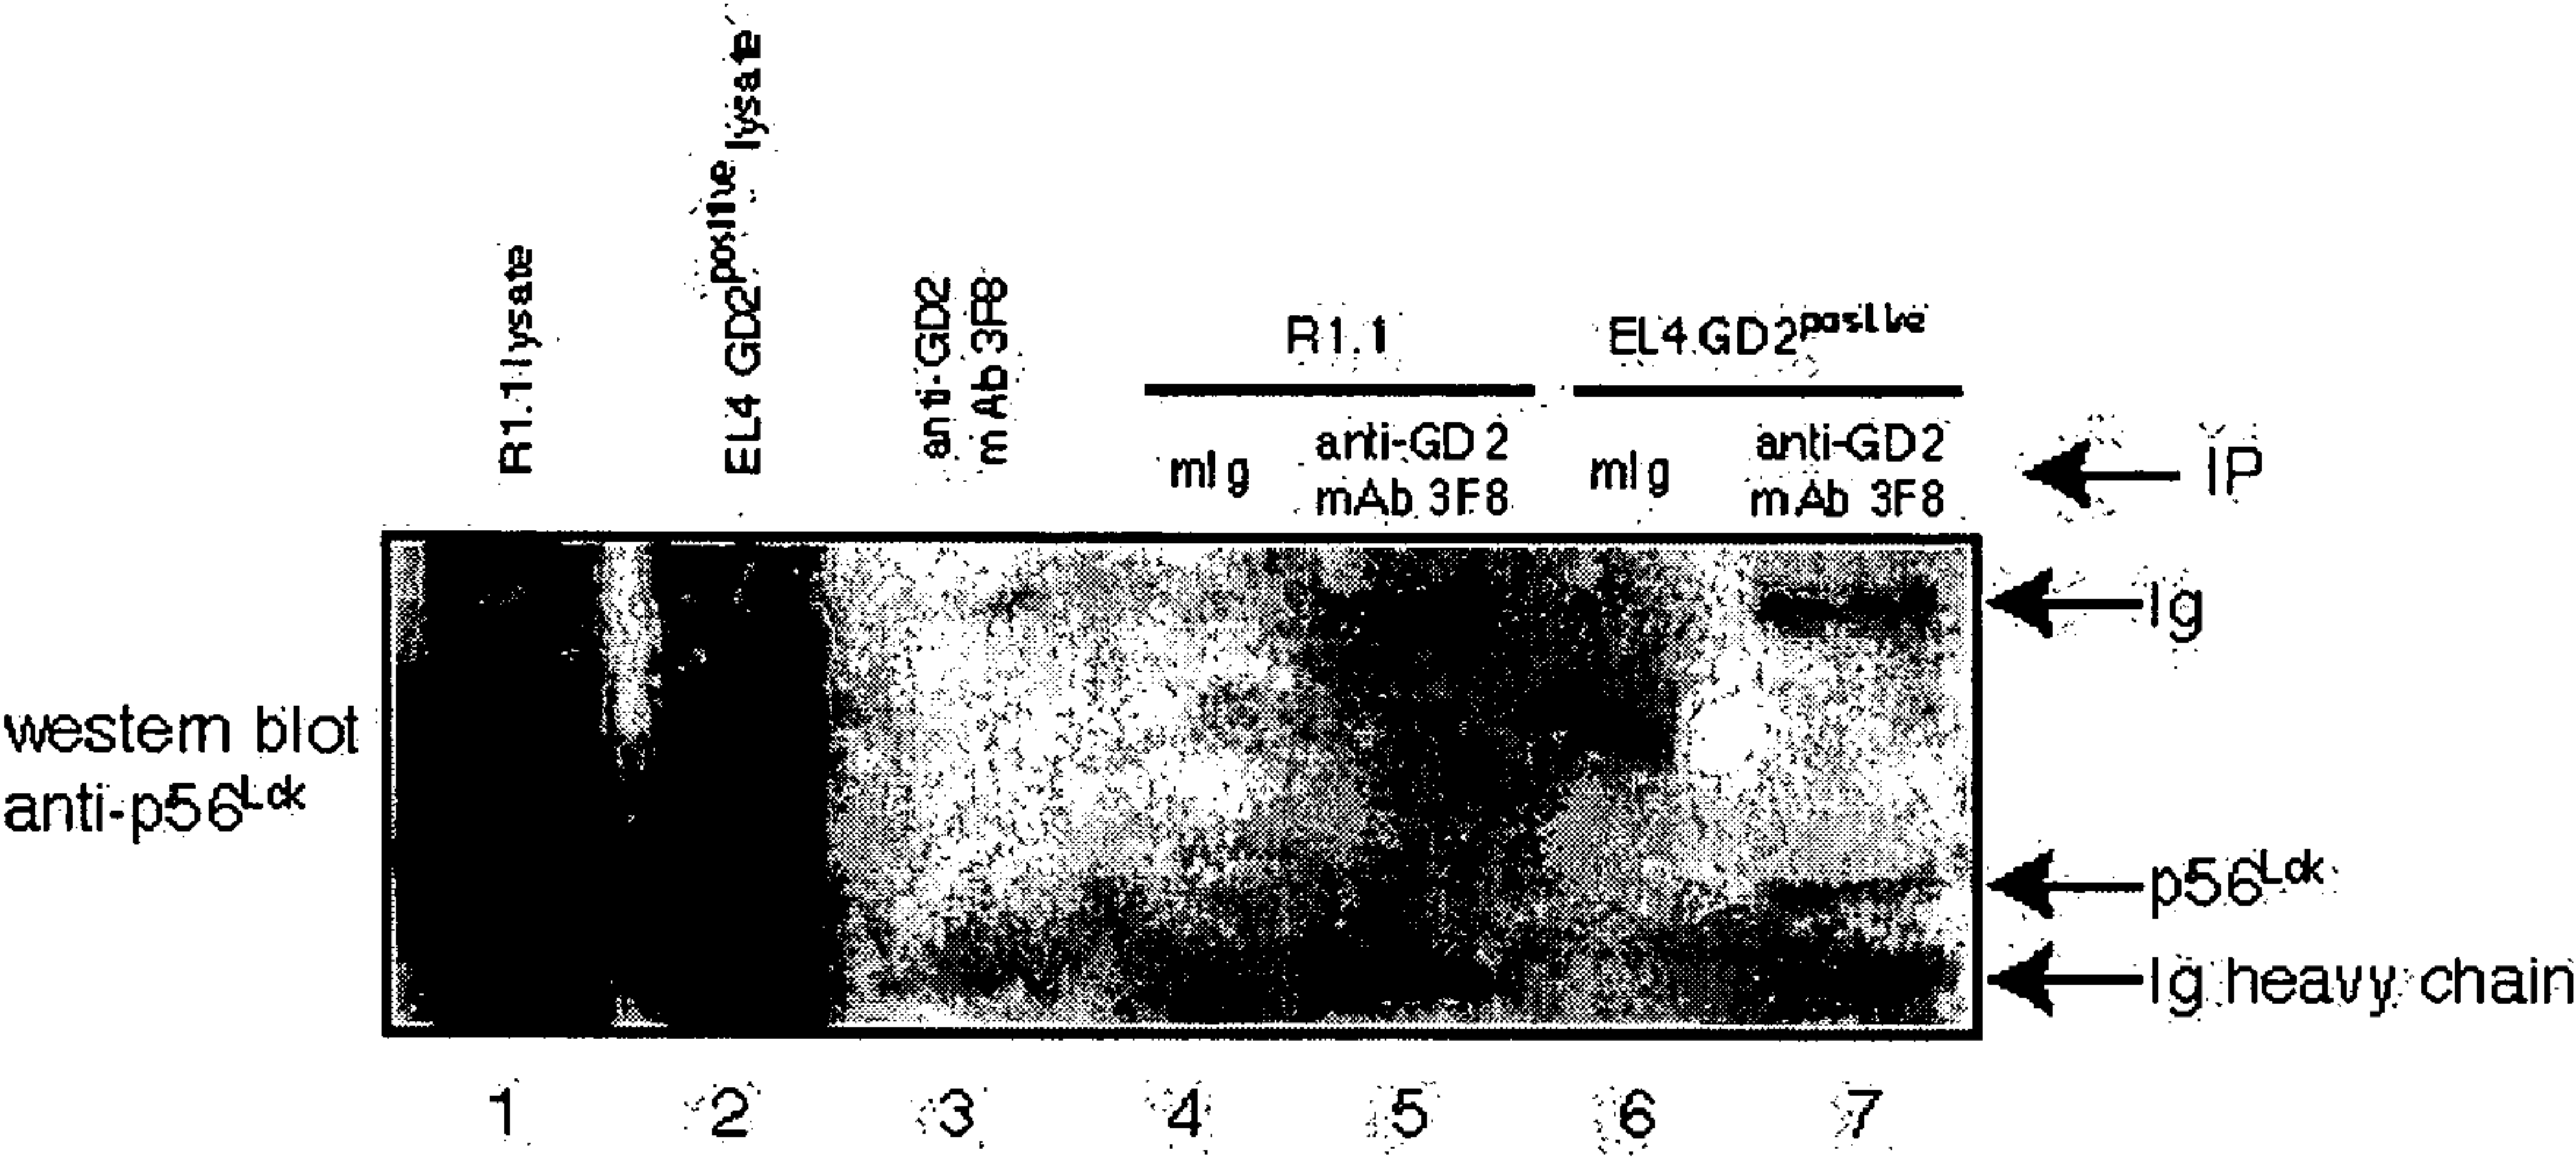 R1.1 lysate
EL4 GD2positive lysate
anti-GD2
mAb 3F8
R1.1
EL4 GD2positive
mIg
anti-GD2
mAb 3F8
mIg
anti-GD2
mAb 3F8
IP
Ig
western blot
anti-p56Lck
p56Lck
Ig heavy chain
1 2 3 4 5 6 7